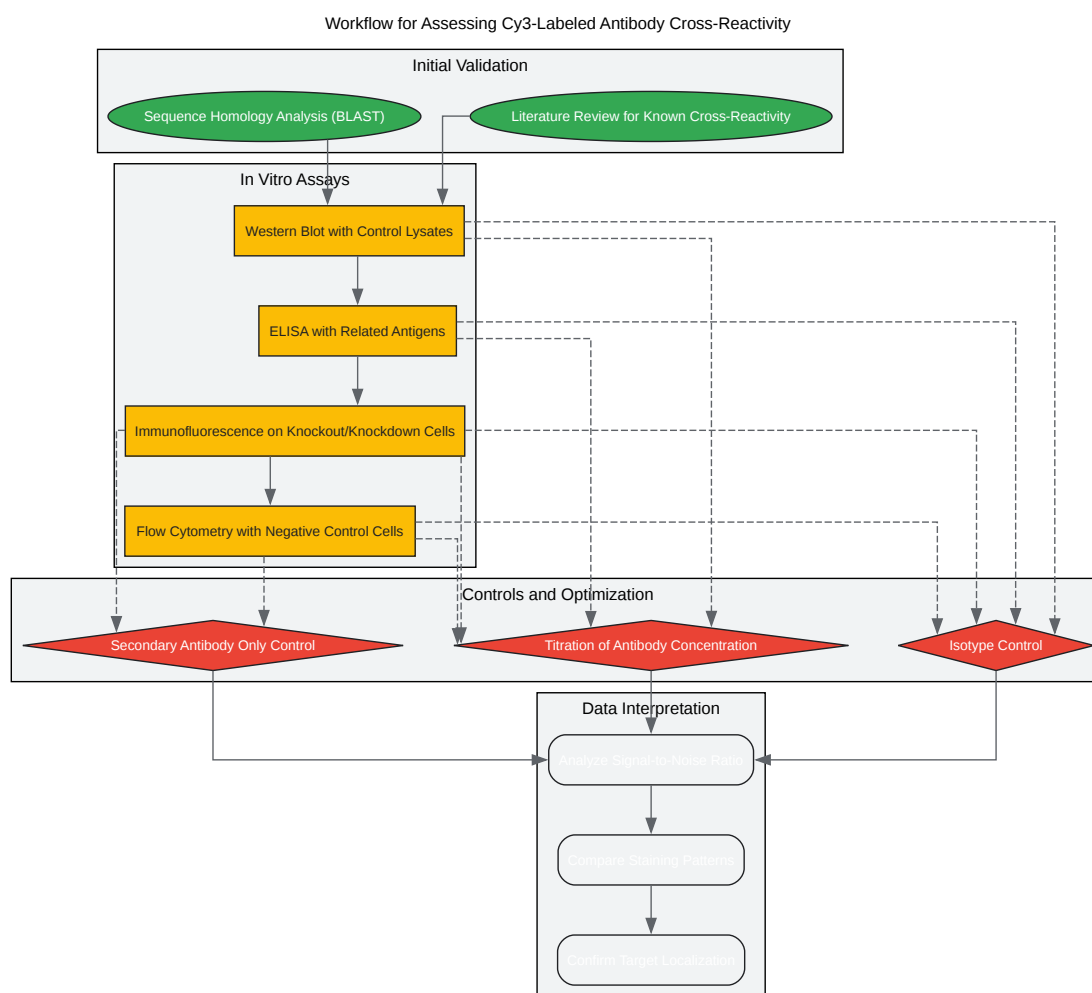 Workflow for Assessing Cy3-Labeled Antibody Cross-Reactivity
Initial Validation
Sequence Homology Analysis (BLAST)
Literature Review for Known Cross-Reactivity
In Vitro Assays
Western Blot with Control Lysates
ELISA with Related Antigens
Immunofluorescence on Knockout/Knockdown Cells
Flow Cytometry with Negative Control Cells
Controls and Optimization
Secondary Antibody Only Control
Titration of Antibody Concentration
Isotype Control
Data Interpretation
Analyze Signal-to-Noise Ratio
Compare Staining Patterns
Confirm Target Localization